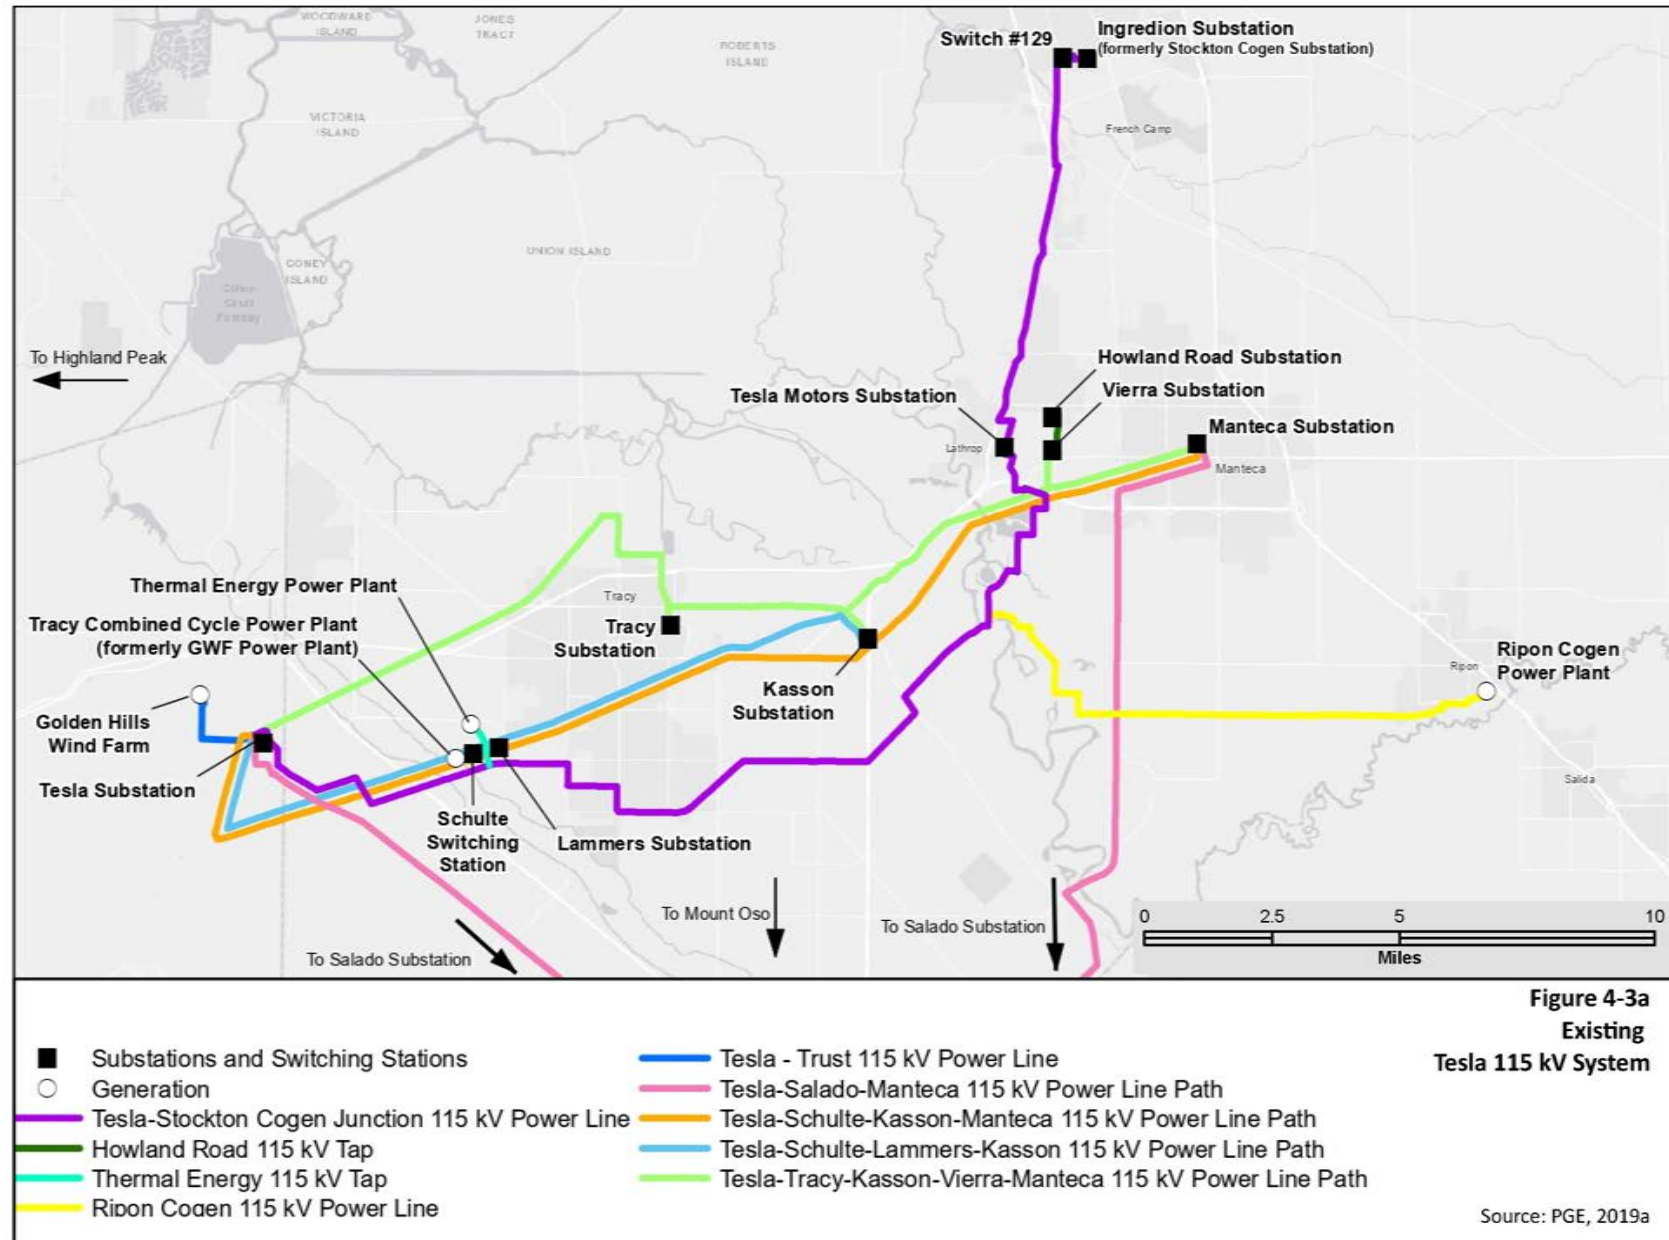 WOODWARD
ISLAND
JONES
TRACT
ROBERTS
ISLAND
Switch #129
Ingredion Substation
(formerly Stockton Cogen Substation)
VICTORIA
ISLAND
French Camp
UNION ISLAND
CONEY
ISLAND
To Highland Peak
Howland Road Substation
Vierra Substation
Tesla Motors Substation
Manteca Substation
Lathrop
Manteca
Thermal Energy Power Plant
Tracy
Tracy Combined Cycle Power Plant
(formerly GWF Power Plant)
Tracy
Substation
Ripon Cogen
Power Plant
Ripon
Kasson
Substation
Golden Hills
Wind Farm
Tesla Substation
Salida
Schulte
Switching
Station
Lammers Substation
To Mount Oso
To Salado Substation
To Salado Substation
0 2.5 5 10
Miles
Figure 4-3a
Existing
Tesla 115 kV System
Substations and Switching Stations
Generation
Tesla-Stockton Cogen Junction 115 kV Power Line
Howland Road 115 kV Tap
Thermal Energy 115 kV Tap
Ripon Cogen 115 kV Power Line
Tesla - Trust 115 kV Power Line
Tesla-Salado-Manteca 115 kV Power Line Path
Tesla-Schulte-Kasson-Manteca 115 kV Power Line Path
Tesla-Schulte-Lammers-Kasson 115 kV Power Line Path
Tesla-Tracy-Kasson-Vierra-Manteca 115 kV Power Line Path
Source: PGE, 2019a